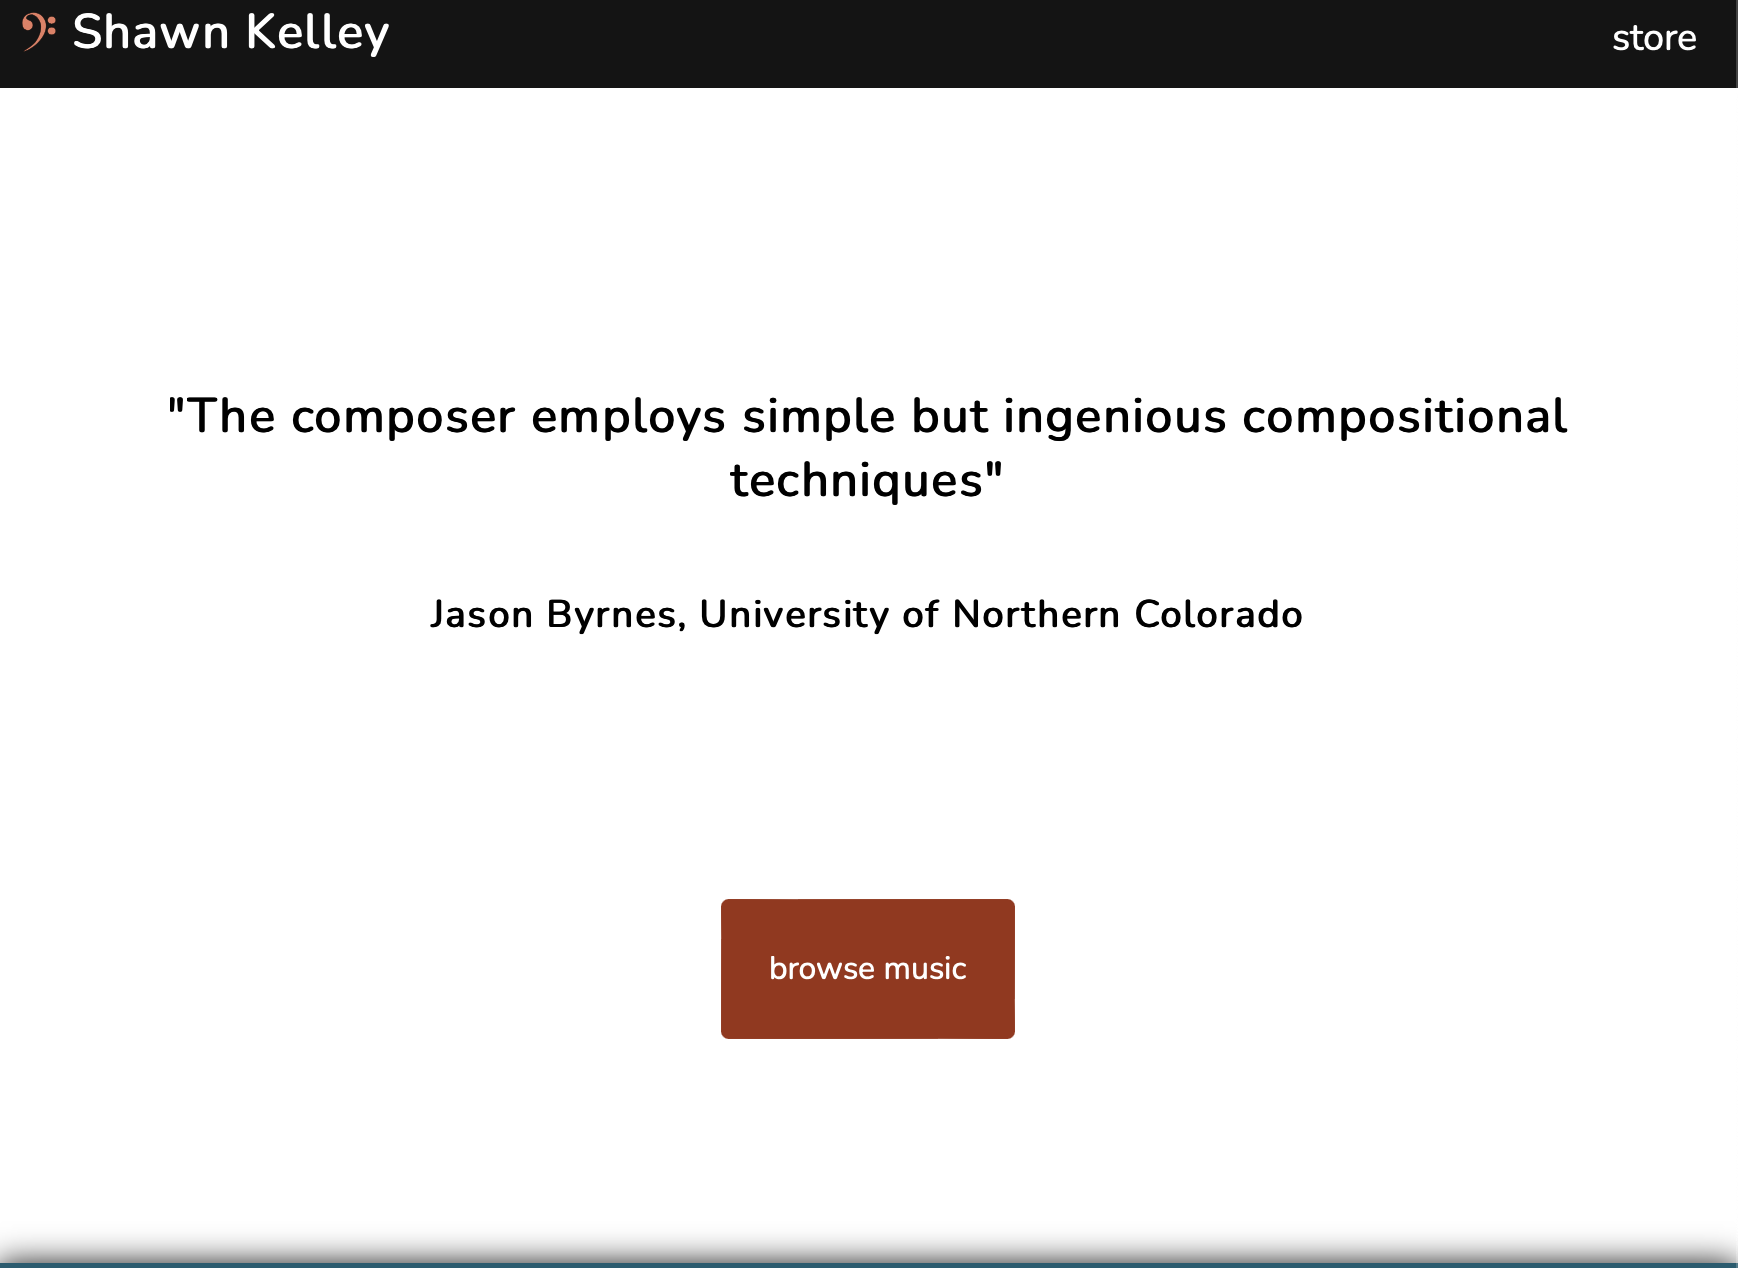 Shawn Kelley
store
"The composer employs simple but ingenious compositional
techniques"
Jason Byrnes, University of Northern Colorado
browse music